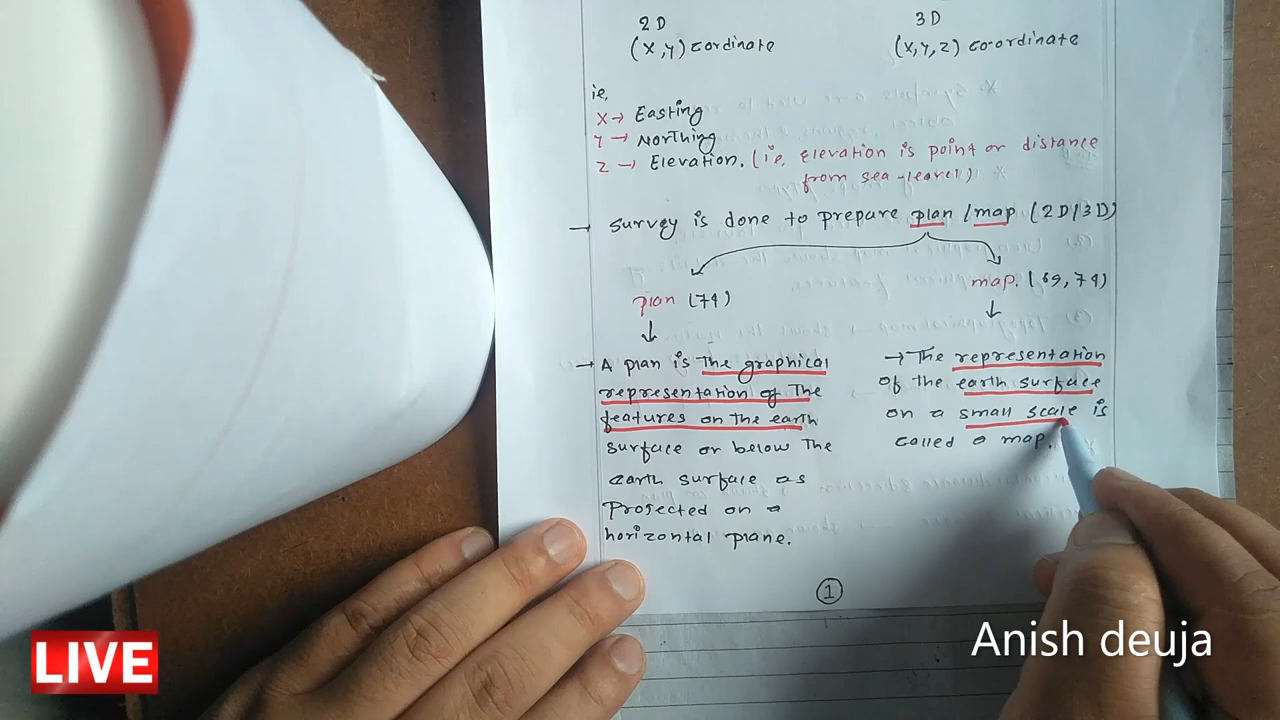 2D
3D
(X,Y) cordinate
(X,Y,Z) co-ordinate
ie,
X → Easting
Y → Northing
Z → Elevation. (ie, Elevation is point or distance
from sea-leavel)
→ Survey is done to prepare plan / map (2D/3D)
plan (74)
map. (69, 74)
→ A plan is The graphical
representation of The
features on the earth
surface or below The
earth surface as
Projected on a
horizontal plane.
→ The representation
of the earth surface
on a small scale is
called a map.
1
LIVE
Anish deuja